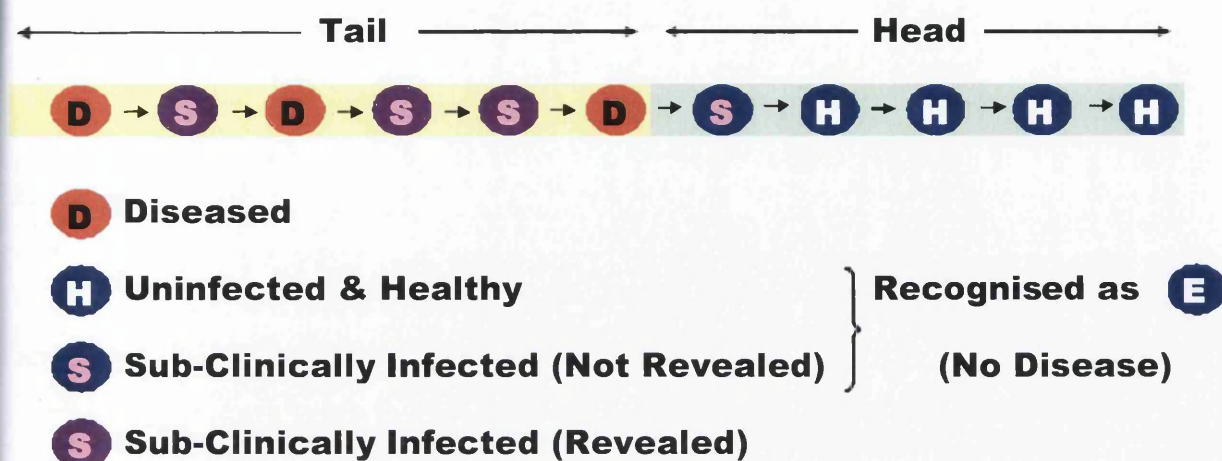 Tail Head
D S D S S D S H H H H
D Diseased
H Uninfected & Healthy Recognised as E
S Sub-Clinically Infected (Not Revealed) (No Disease)
S Sub-Clinically Infected (Revealed)